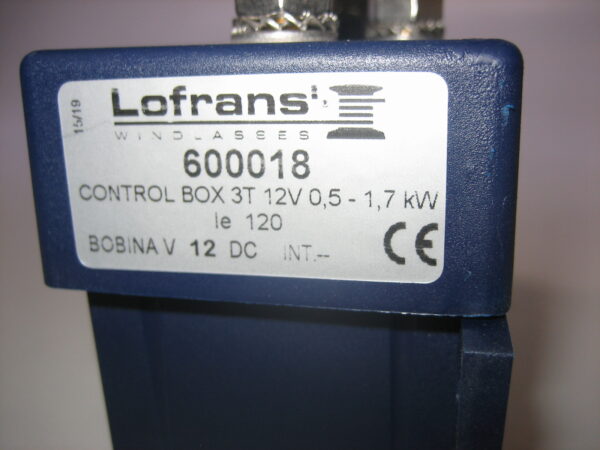 15/19
Lofrans'
WINDLASSES
600018
CONTROL BOX 3T 12V 0,5 - 1,7 kW
Ie 120
BOBINA V 12 DC INT.--
CE